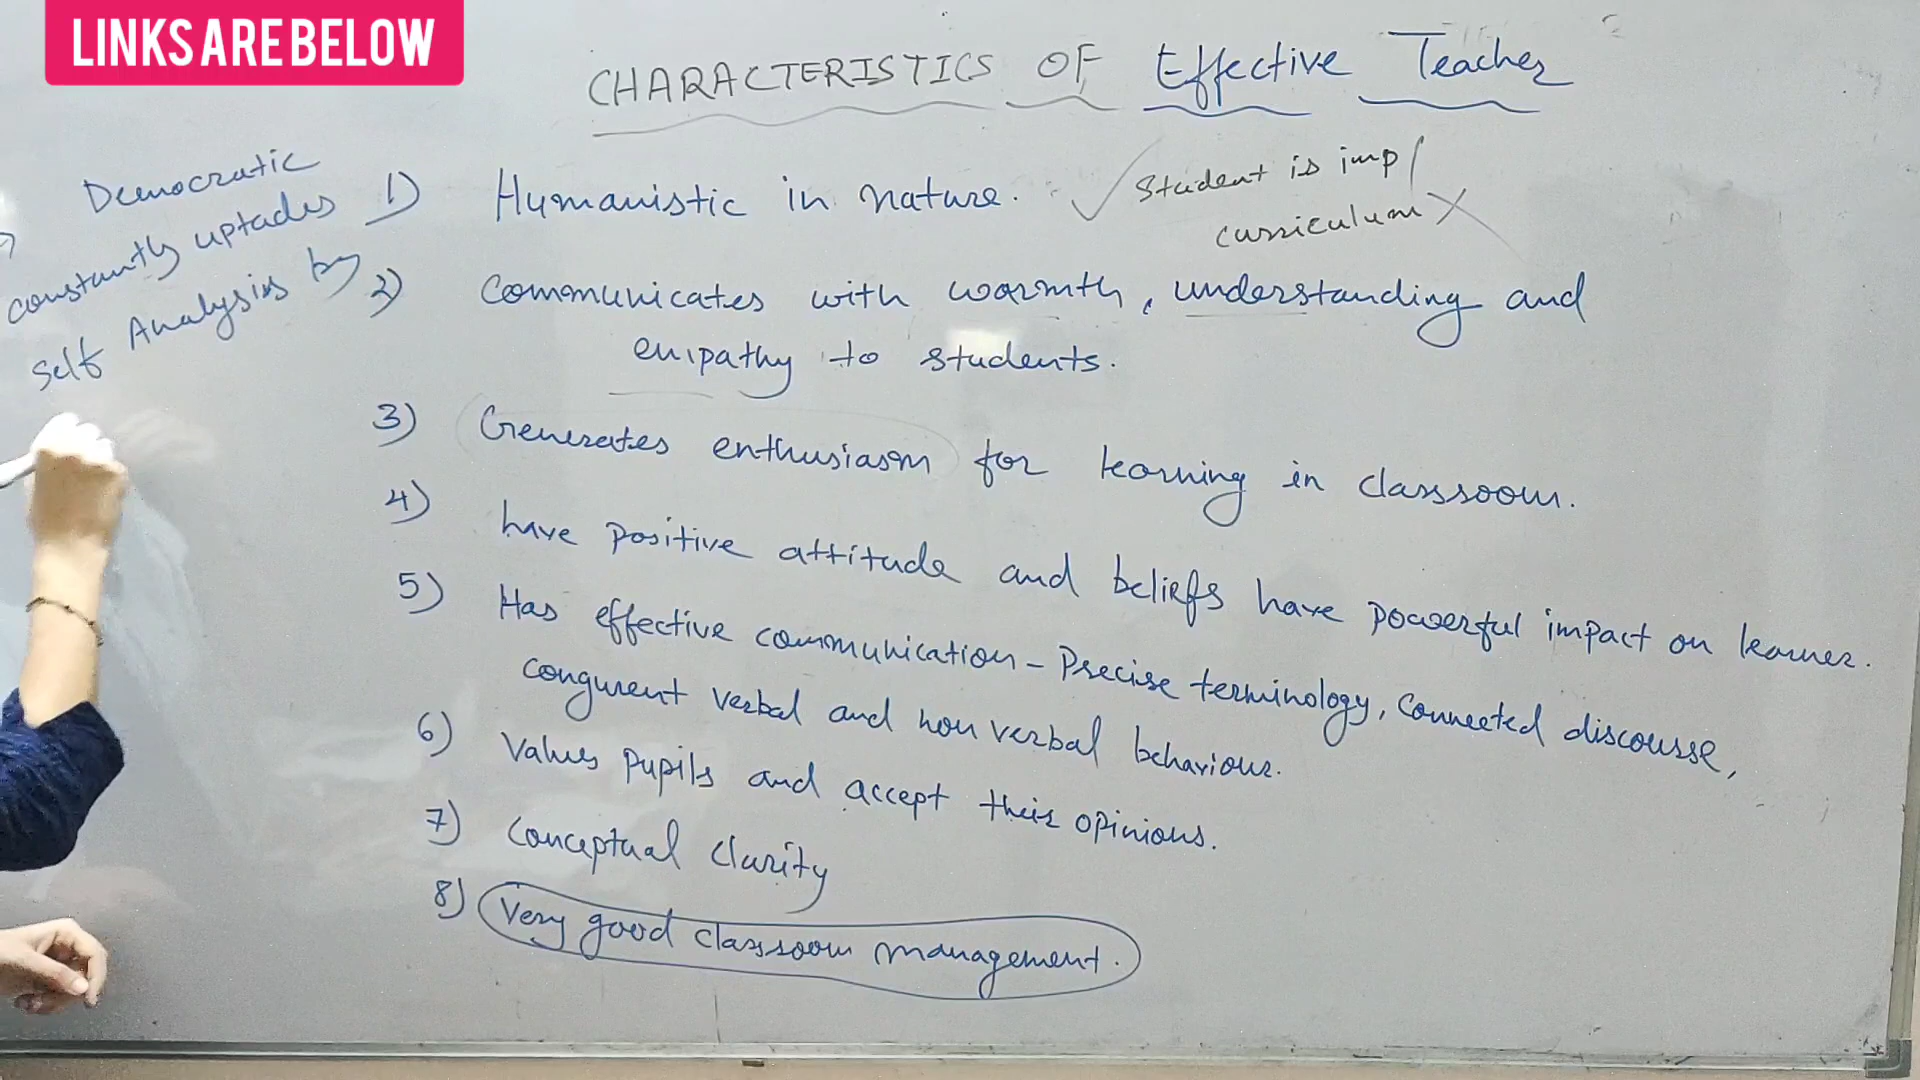 LINKS ARE BELOW
CHARACTERISTICS OF Effective Teacher
Democratic
constantly uptades
Self Analysis by
1) Humanistic in nature. ✓ Student is imp/
curriculum X
2) Communicates with warmth, understanding and
empathy to students.
3) Generates enthusiasm for learning in classroom.
4) have positive attitude and beliefs have powerful impact on learner.
5) Has effective communication - Precise terminology, connected discourse,
congurent verbal and non verbal behaviour.
6) Values pupils and accept their opinions.
7) Conceptual clarity
8) Very good classroom management.